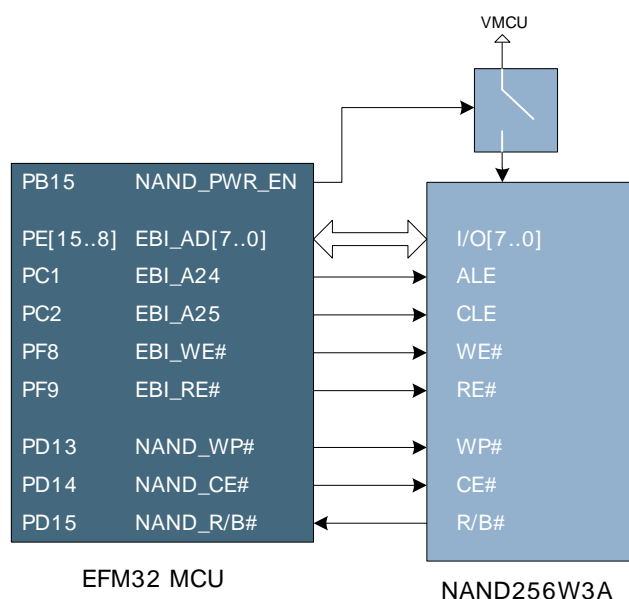 VMCU
PB15 NAND_PWR_EN
PE[15..8] EBI_AD[7..0] I/O[7..0]
PC1 EBI_A24 ALE
PC2 EBI_A25 CLE
PF8 EBI_WE# WE#
PF9 EBI_RE# RE#
PD13 NAND_WP# WP#
PD14 NAND_CE# CE#
PD15 NAND_R/B# R/B#
EFM32 MCU
NAND256W3A